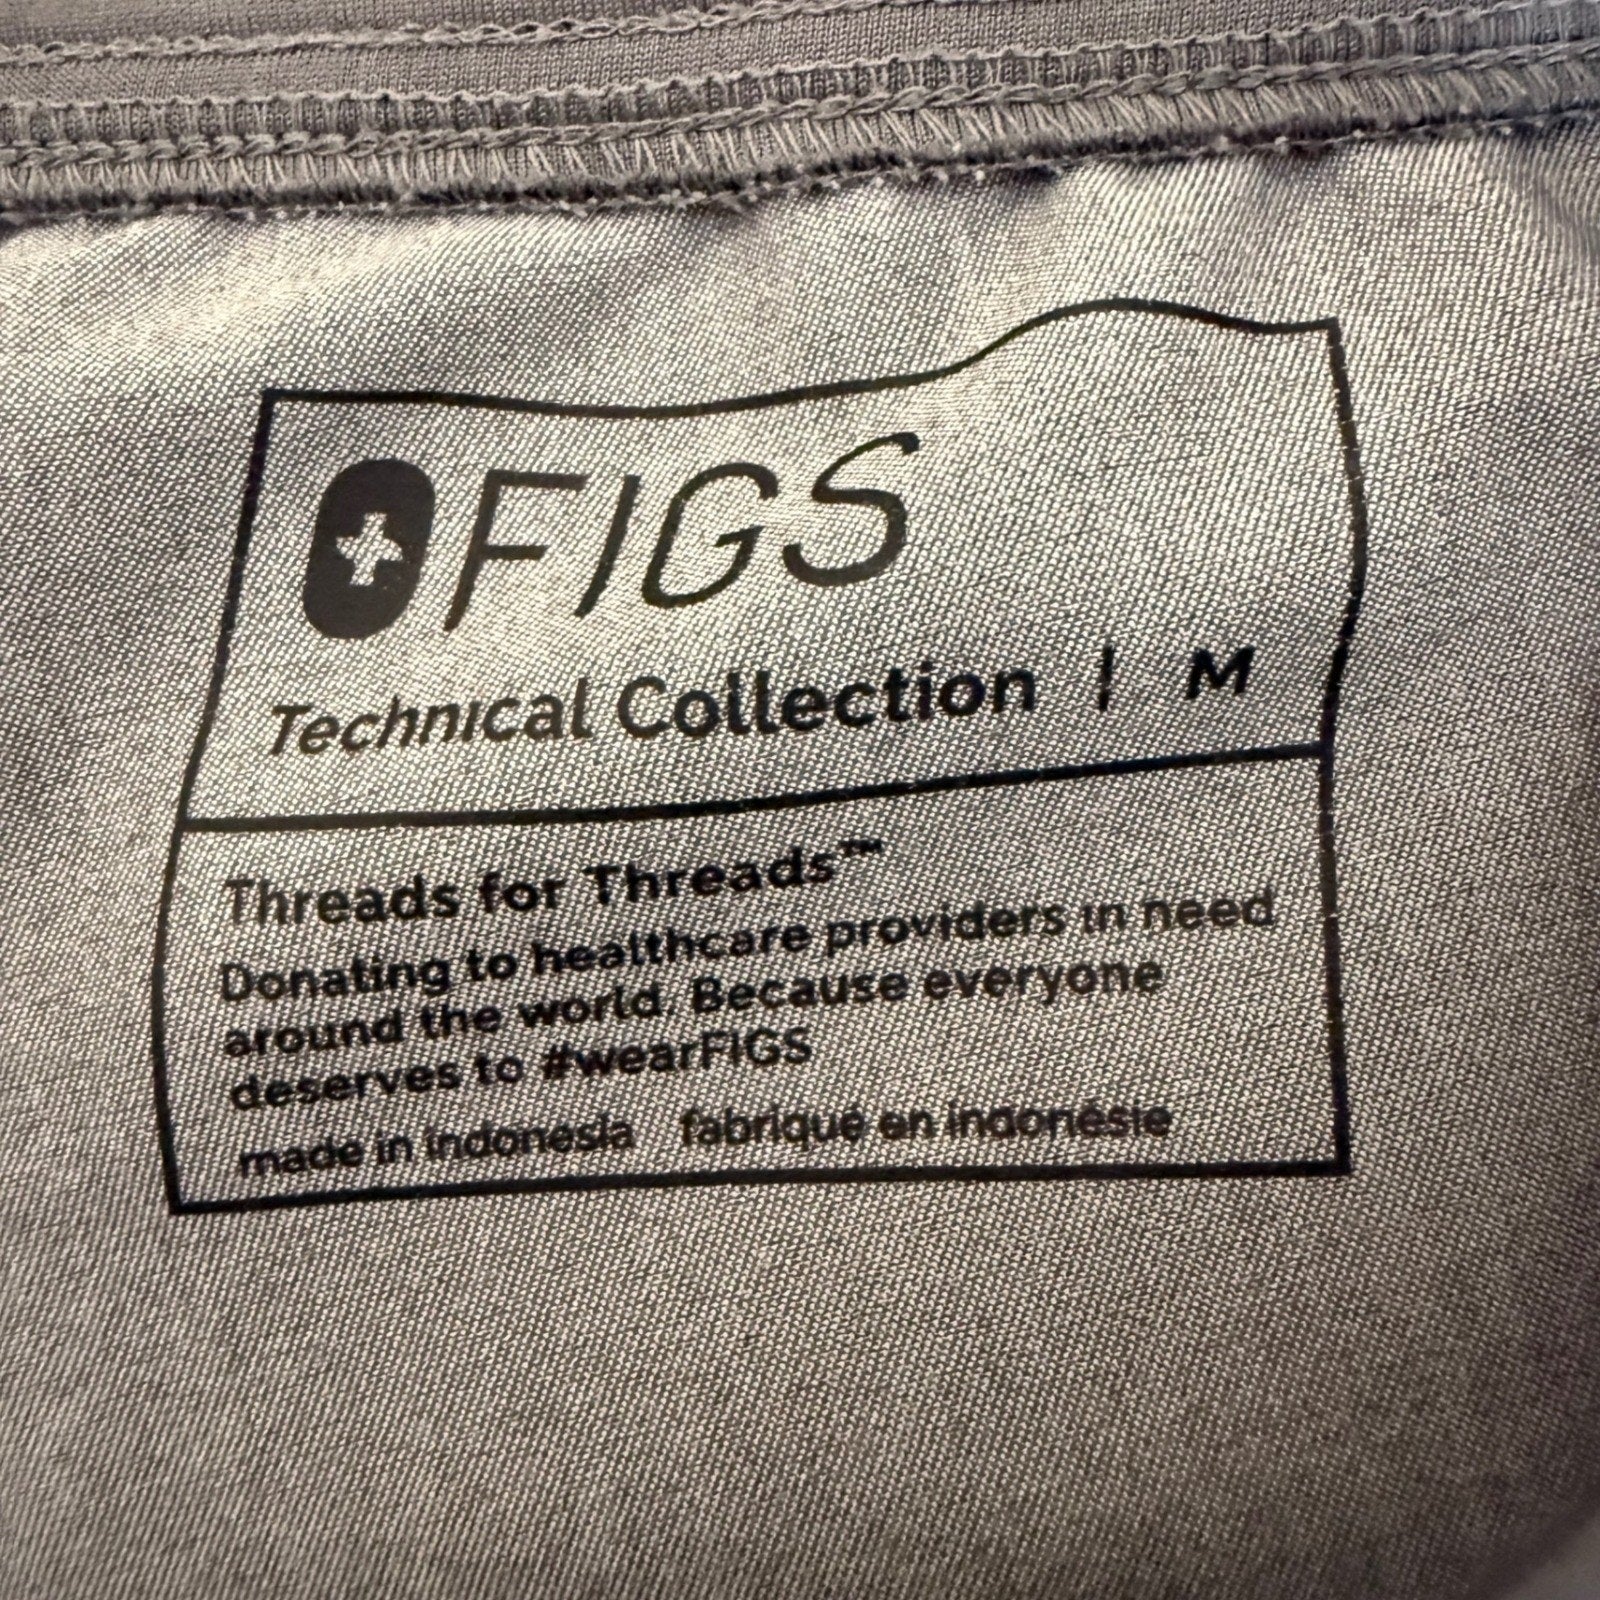 FIGS
Technical Collection | M
Threads for Threads™
Donating to healthcare providers in need
around the world. Because everyone
deserves to #wearFIGS
made in indonesia fabriqué en indonésie